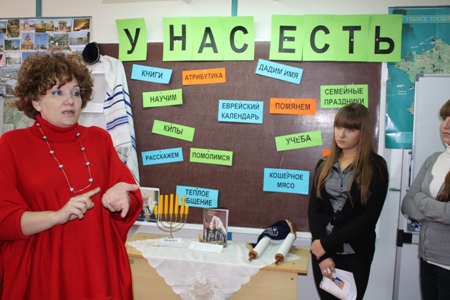 У НАС ЕСТЬ
КНИГИ
АТРИБУТИКА
ДАДИМ ИМЯ
НАУЧИМ
ЕВРЕЙСКИЙ
КАЛЕНДАРЬ
ПОМЯНЕМ
СЕМЕЙНЫЕ
ПРАЗДНИКИ
КИПЫ
УЧЕБА
РАССКАЖЕМ
ПОМОЛИМСЯ
КОШЕРНОЕ
МЯСО
ТЕПЛОЕ
ОБЩЕНИЕ